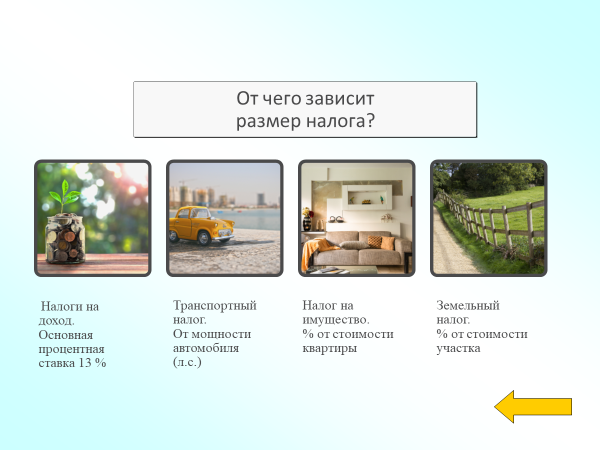 От чего зависит
размер налога?
Налоги на
доход.
Основная
процентная
ставка 13 %
Транспортный
налог.
От мощности
автомобиля
(л.с.)
Налог на
имущество.
% от стоимости
квартиры
Земельный
налог.
% от стоимости
участка